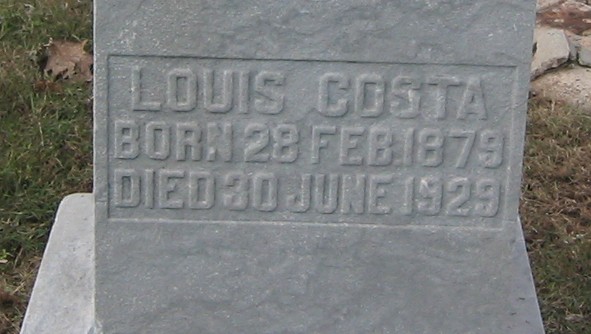 LOUIS COSTA
BORN 28 FEB. 1879
DIED 30 JUNE 1929